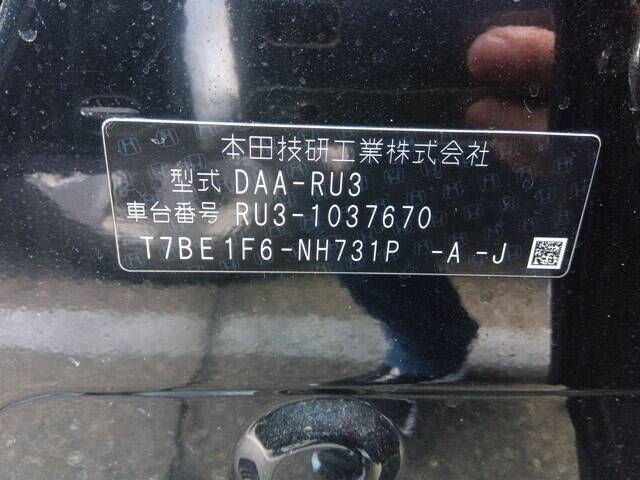 本田技研工業株式会社
型式 DAA-RU3
車台番号 RU3-1037670
T7BE1F6-NH731P -A -J